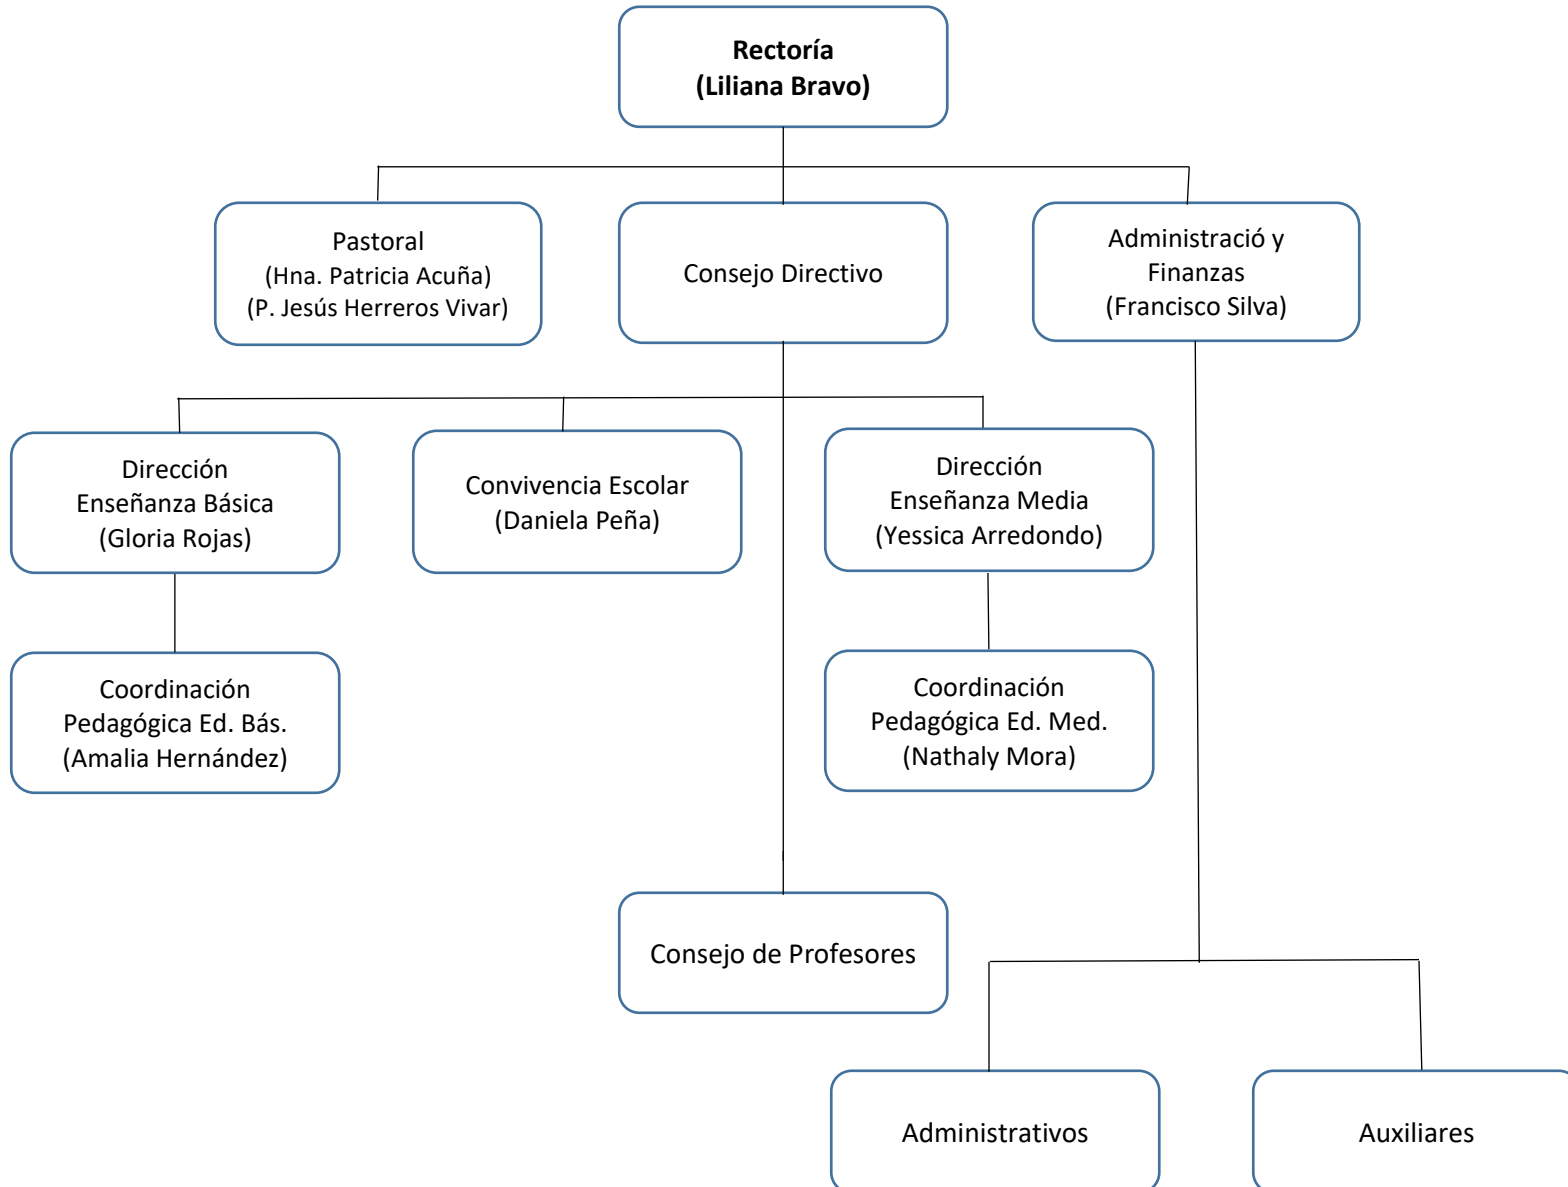 Rectoría
(Liliana Bravo)
Pastoral
(Hna. Patricia Acuña)
(P. Jesús Herreros Vivar)
Consejo Directivo
Administració y
Finanzas
(Francisco Silva)
Dirección
Enseñanza Básica
(Gloria Rojas)
Convivencia Escolar
(Daniela Peña)
Dirección
Enseñanza Media
(Yessica Arredondo)
Coordinación
Pedagógica Ed. Bás.
(Amalia Hernández)
Coordinación
Pedagógica Ed. Med.
(Nathaly Mora)
Consejo de Profesores
Administrativos
Auxiliares